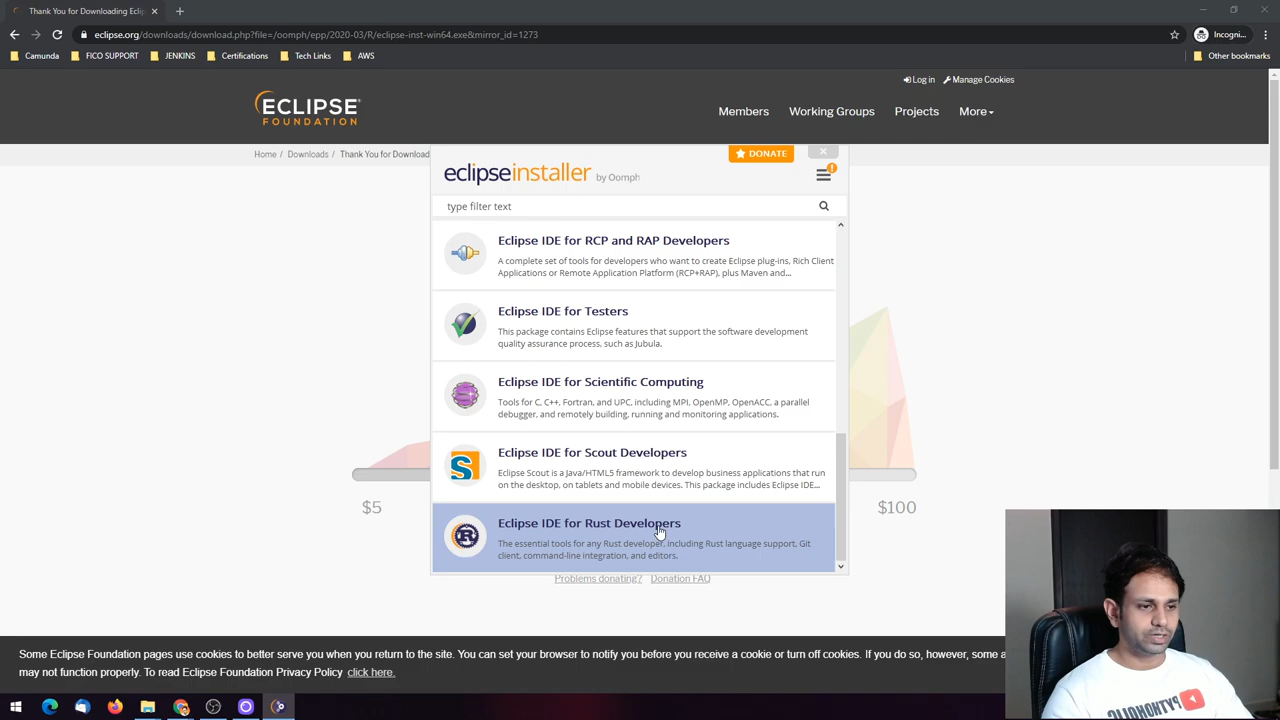 Thank You for Downloading Eclips
eclipse.org/downloads/download.php?file=/oomph/epp/2020-03/R/eclipse-inst-win64.exe&mirror_id=1273
Incogni...
Camunda
FICO SUPPORT
JENKINS
Certifications
Tech Links
AWS
Other bookmarks
Log in
Manage Cookies
ECLIPSE
FOUNDATION
Members
Working Groups
Projects
More
Home / Downloads / Thank You for Download
DONATE
eclipseinstaller by Oomph
type filter text
Eclipse IDE for RCP and RAP Developers
A complete set of tools for developers who want to create Eclipse plug-ins, Rich Client
Applications or Remote Application Platform (RCP+RAP), plus Maven and...
Eclipse IDE for Testers
This package contains Eclipse features that support the software development
quality assurance process, such as Jubula.
Eclipse IDE for Scientific Computing
Tools for C, C++, Fortran, and UPC, including MPI, OpenMP, OpenACC, a parallel
debugger, and remotely building, running and monitoring applications.
Eclipse IDE for Scout Developers
Eclipse Scout is a Java/HTML5 framework to develop business applications that run
on the desktop, on tablets and mobile devices. This package includes Eclipse IDE...
Eclipse IDE for Rust Developers
The essential tools for any Rust developer, including Rust language support, Git
client, command-line integration, and editors.
$5
$100
Problems donating? Donation FAQ
Some Eclipse Foundation pages use cookies to better serve you when you return to the site. You can set your browser to notify you before you receive a cookie or turn off cookies. If you do so, however, some a
may not function properly. To read Eclipse Foundation Privacy Policy click here.
PYTHOHOLIC